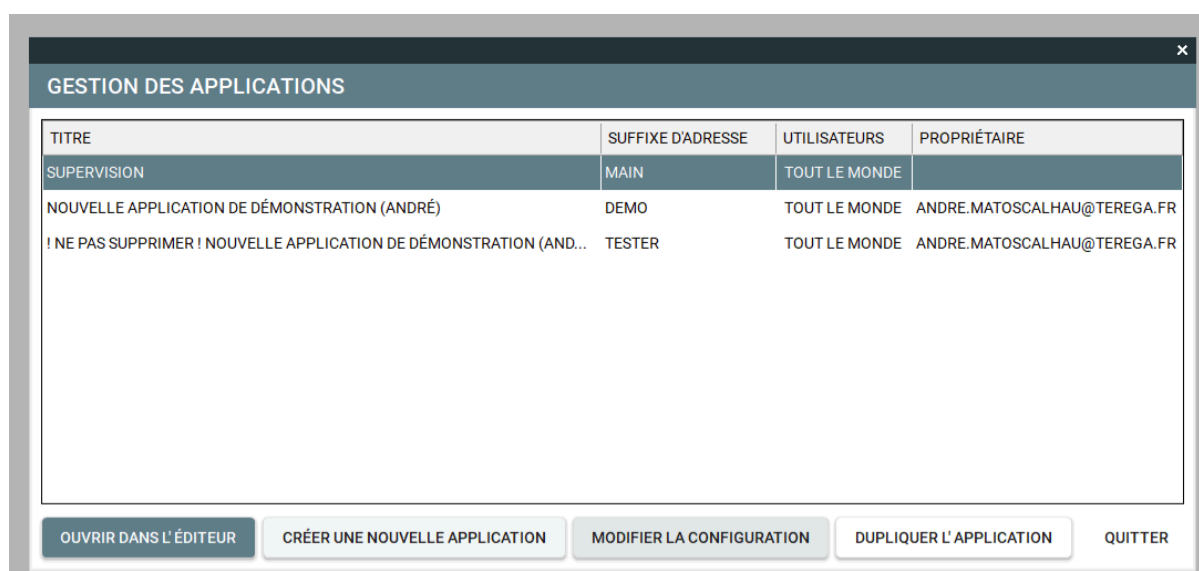 ×
GESTION DES APPLICATIONS
TITRE SUFFIXE D'ADRESSE UTILISATEURS PROPRIÉTAIRE
SUPERVISION MAIN TOUT LE MONDE
NOUVELLE APPLICATION DE DÉMONSTRATION (ANDRÉ) DEMO TOUT LE MONDE ANDRE.MATOSCALHAU@TEREGA.FR
! NE PAS SUPPRIMER ! NOUVELLE APPLICATION DE DÉMONSTRATION (AND... TESTER TOUT LE MONDE ANDRE.MATOSCALHAU@TEREGA.FR
OUVRIR DANS L'ÉDITEUR CRÉER UNE NOUVELLE APPLICATION MODIFIER LA CONFIGURATION DUPLIQUER L'APPLICATION QUITTER